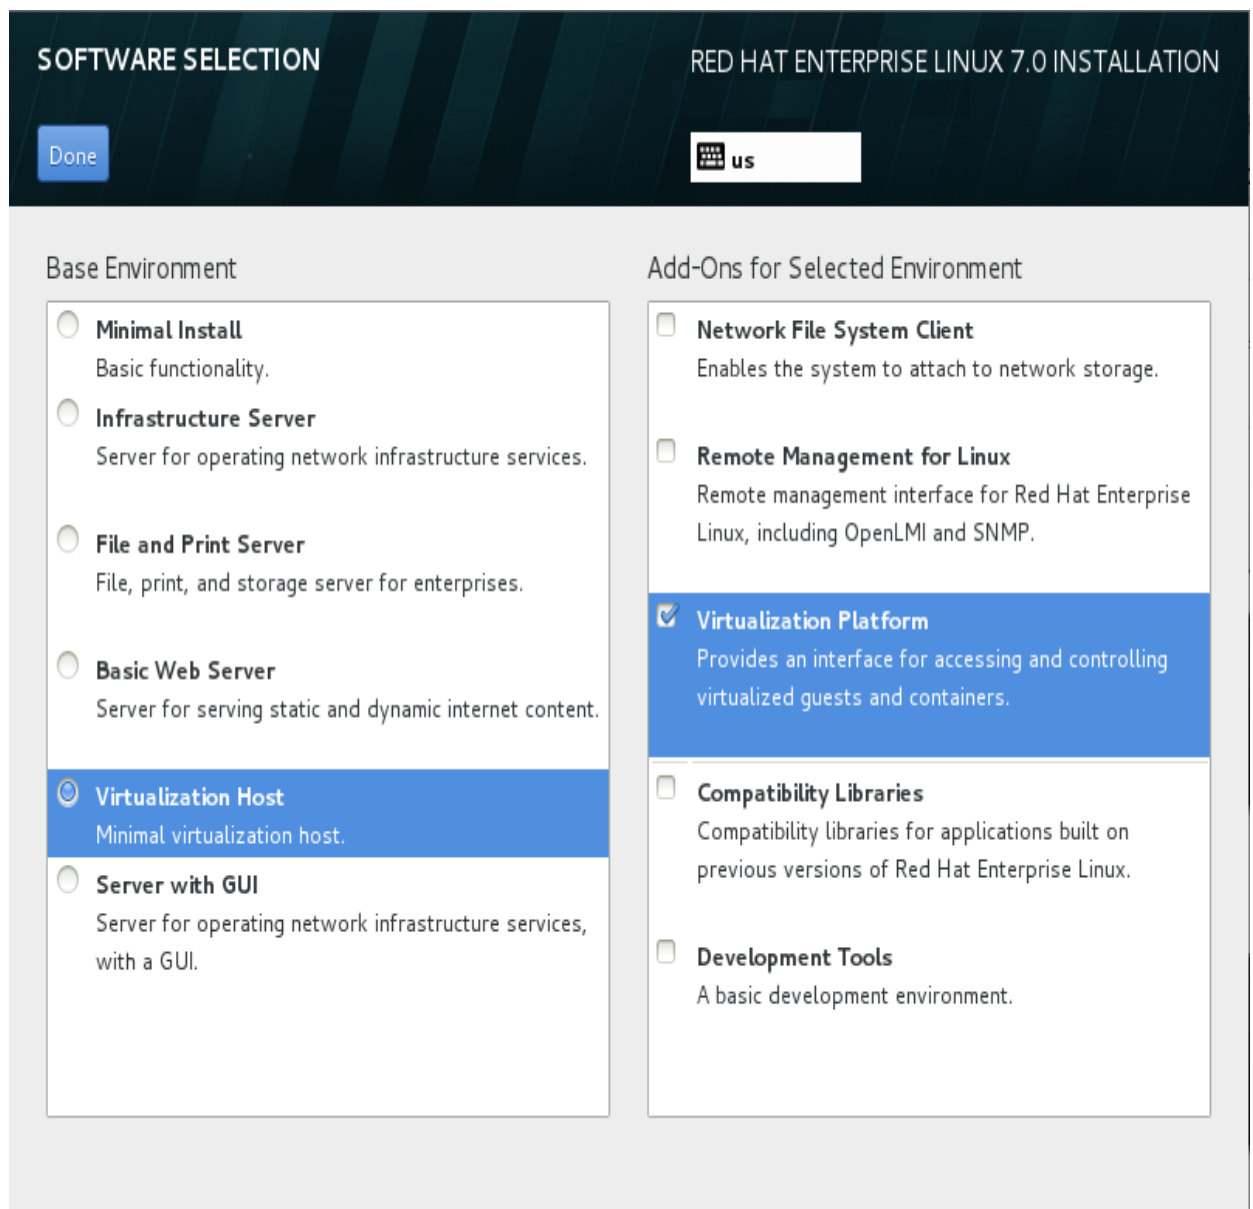 SOFTWARE SELECTION
RED HAT ENTERPRISE LINUX 7.0 INSTALLATION
Done
us
Base Environment
Minimal Install
Basic functionality.
Infrastructure Server
Server for operating network infrastructure services.
File and Print Server
File, print, and storage server for enterprises.
Basic Web Server
Server for serving static and dynamic internet content.
Virtualization Host
Minimal virtualization host.
Server with GUI
Server for operating network infrastructure services,
with a GUI.
Add-Ons for Selected Environment
Network File System Client
Enables the system to attach to network storage.
Remote Management for Linux
Remote management interface for Red Hat Enterprise
Linux, including OpenLMI and SNMP.
Virtualization Platform
Provides an interface for accessing and controlling
virtualized guests and containers.
Compatibility Libraries
Compatibility libraries for applications built on
previous versions of Red Hat Enterprise Linux.
Development Tools
A basic development environment.